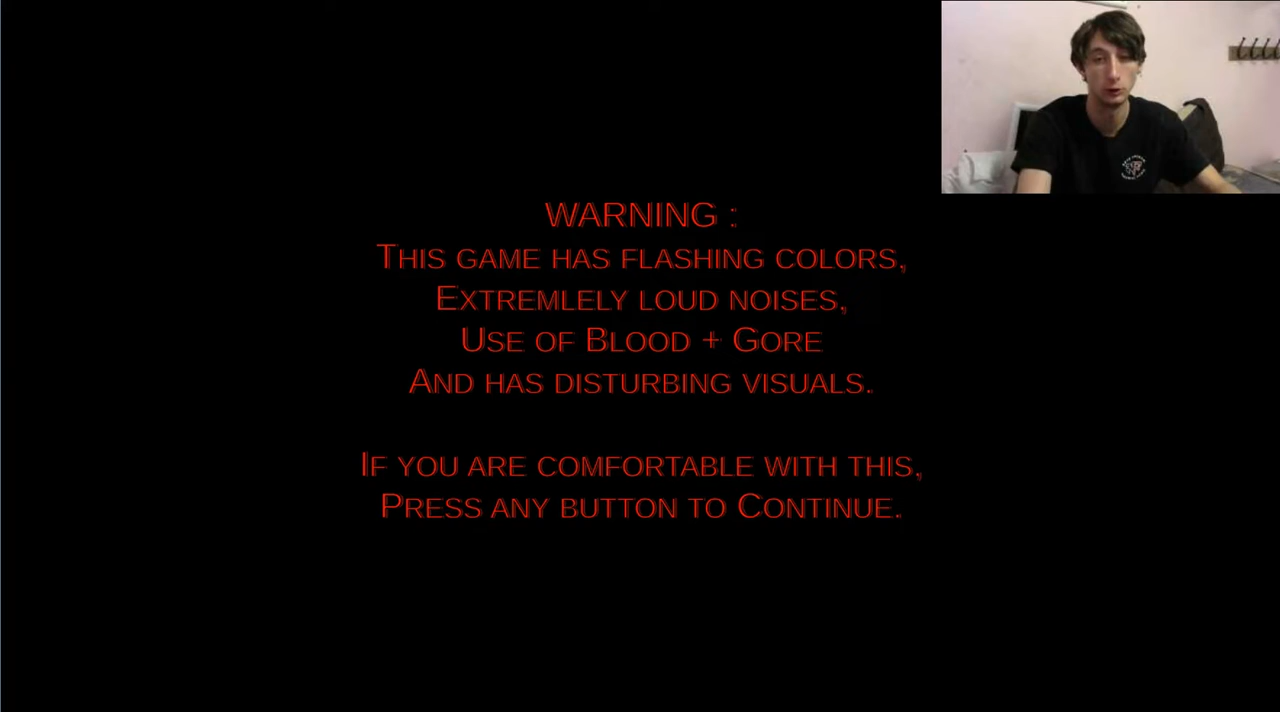 WARNING :
THIS GAME HAS FLASHING COLORS,
EXTREMLELY LOUD NOISES,
USE OF BLOOD + GORE
AND HAS DISTURBING VISUALS.
IF YOU ARE COMFORTABLE WITH THIS,
PRESS ANY BUTTON TO CONTINUE.